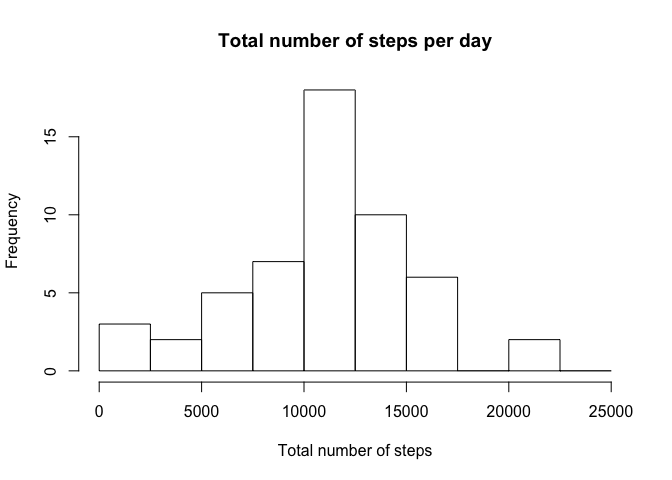 Total number of steps per day
Frequency
15
10
5
0
0 5000 10000 15000 20000 25000
Total number of steps